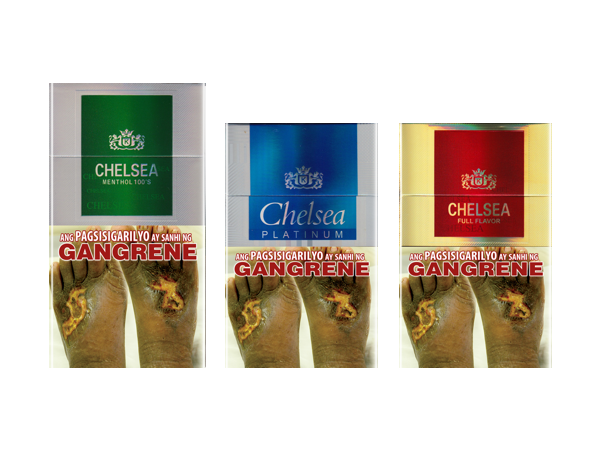 CHELSEA
MENTHOL 100'S
ANG PAGSISIGARILYO AY SANHI NG
GANGRENE
Chelsea
PLATINUM
ANG PAGSISIGARILYO AY SANHI NG
GANGRENE
CHELSEA
FULL FLAVOR
ANG PAGSISIGARILYO AY SANHI NG
GANGRENE